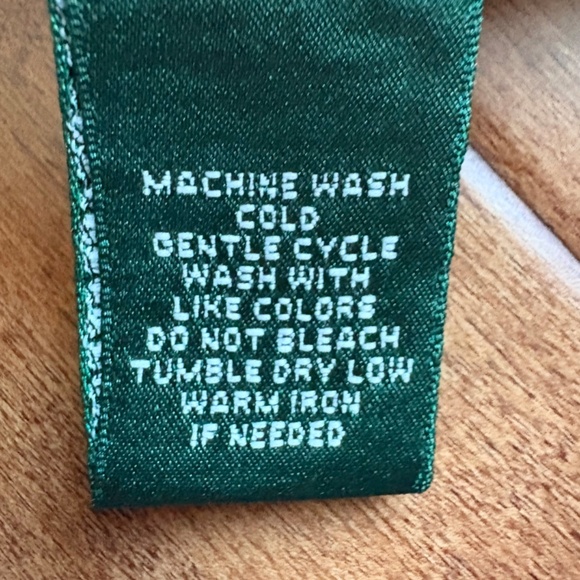 MACHINE WASH
COLD
GENTLE CYCLE
WASH WITH
LIKE COLORS
DO NOT BLEACH
TUMBLE DRY LOW
WARM IRON
IF NEEDED